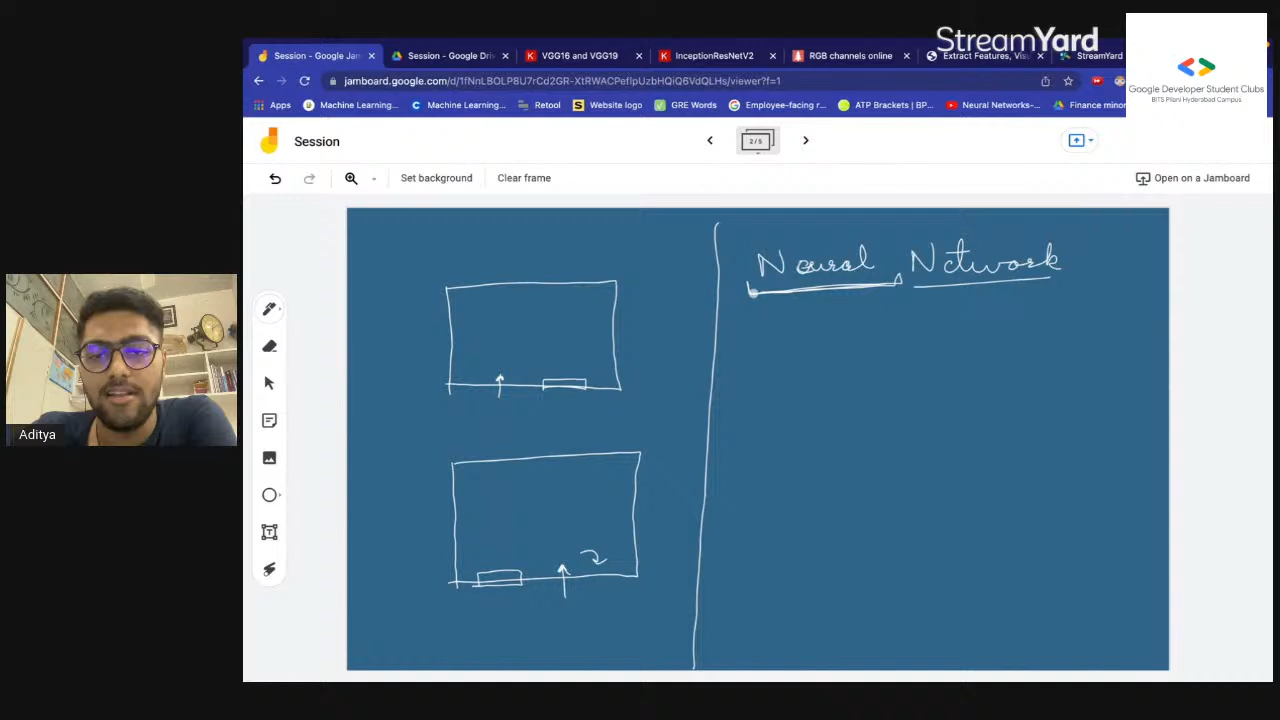 StreamYard
Google Developer Student Clubs
BITS Pilani Hyderabad Campus
Session - Google Jam
Session - Google Driv
VGG16 and VGG19
InceptionResNetV2
RGB channels online
Extract Features, Visu
StreamYard
jamboard.google.com/d/1fNnLBOLP8U7rCd2GR-XtRWACPefIpUzbHQiQ6VdQLHs/viewer?f=1
Apps
Machine Learning...
Machine Learning...
Retool
Website logo
GRE Words
Employee-facing r...
ATP Brackets | BP...
Neural Networks-...
Finance minor
Session
2/5
Set background
Clear frame
Open on a Jamboard
Neural Network
Aditya